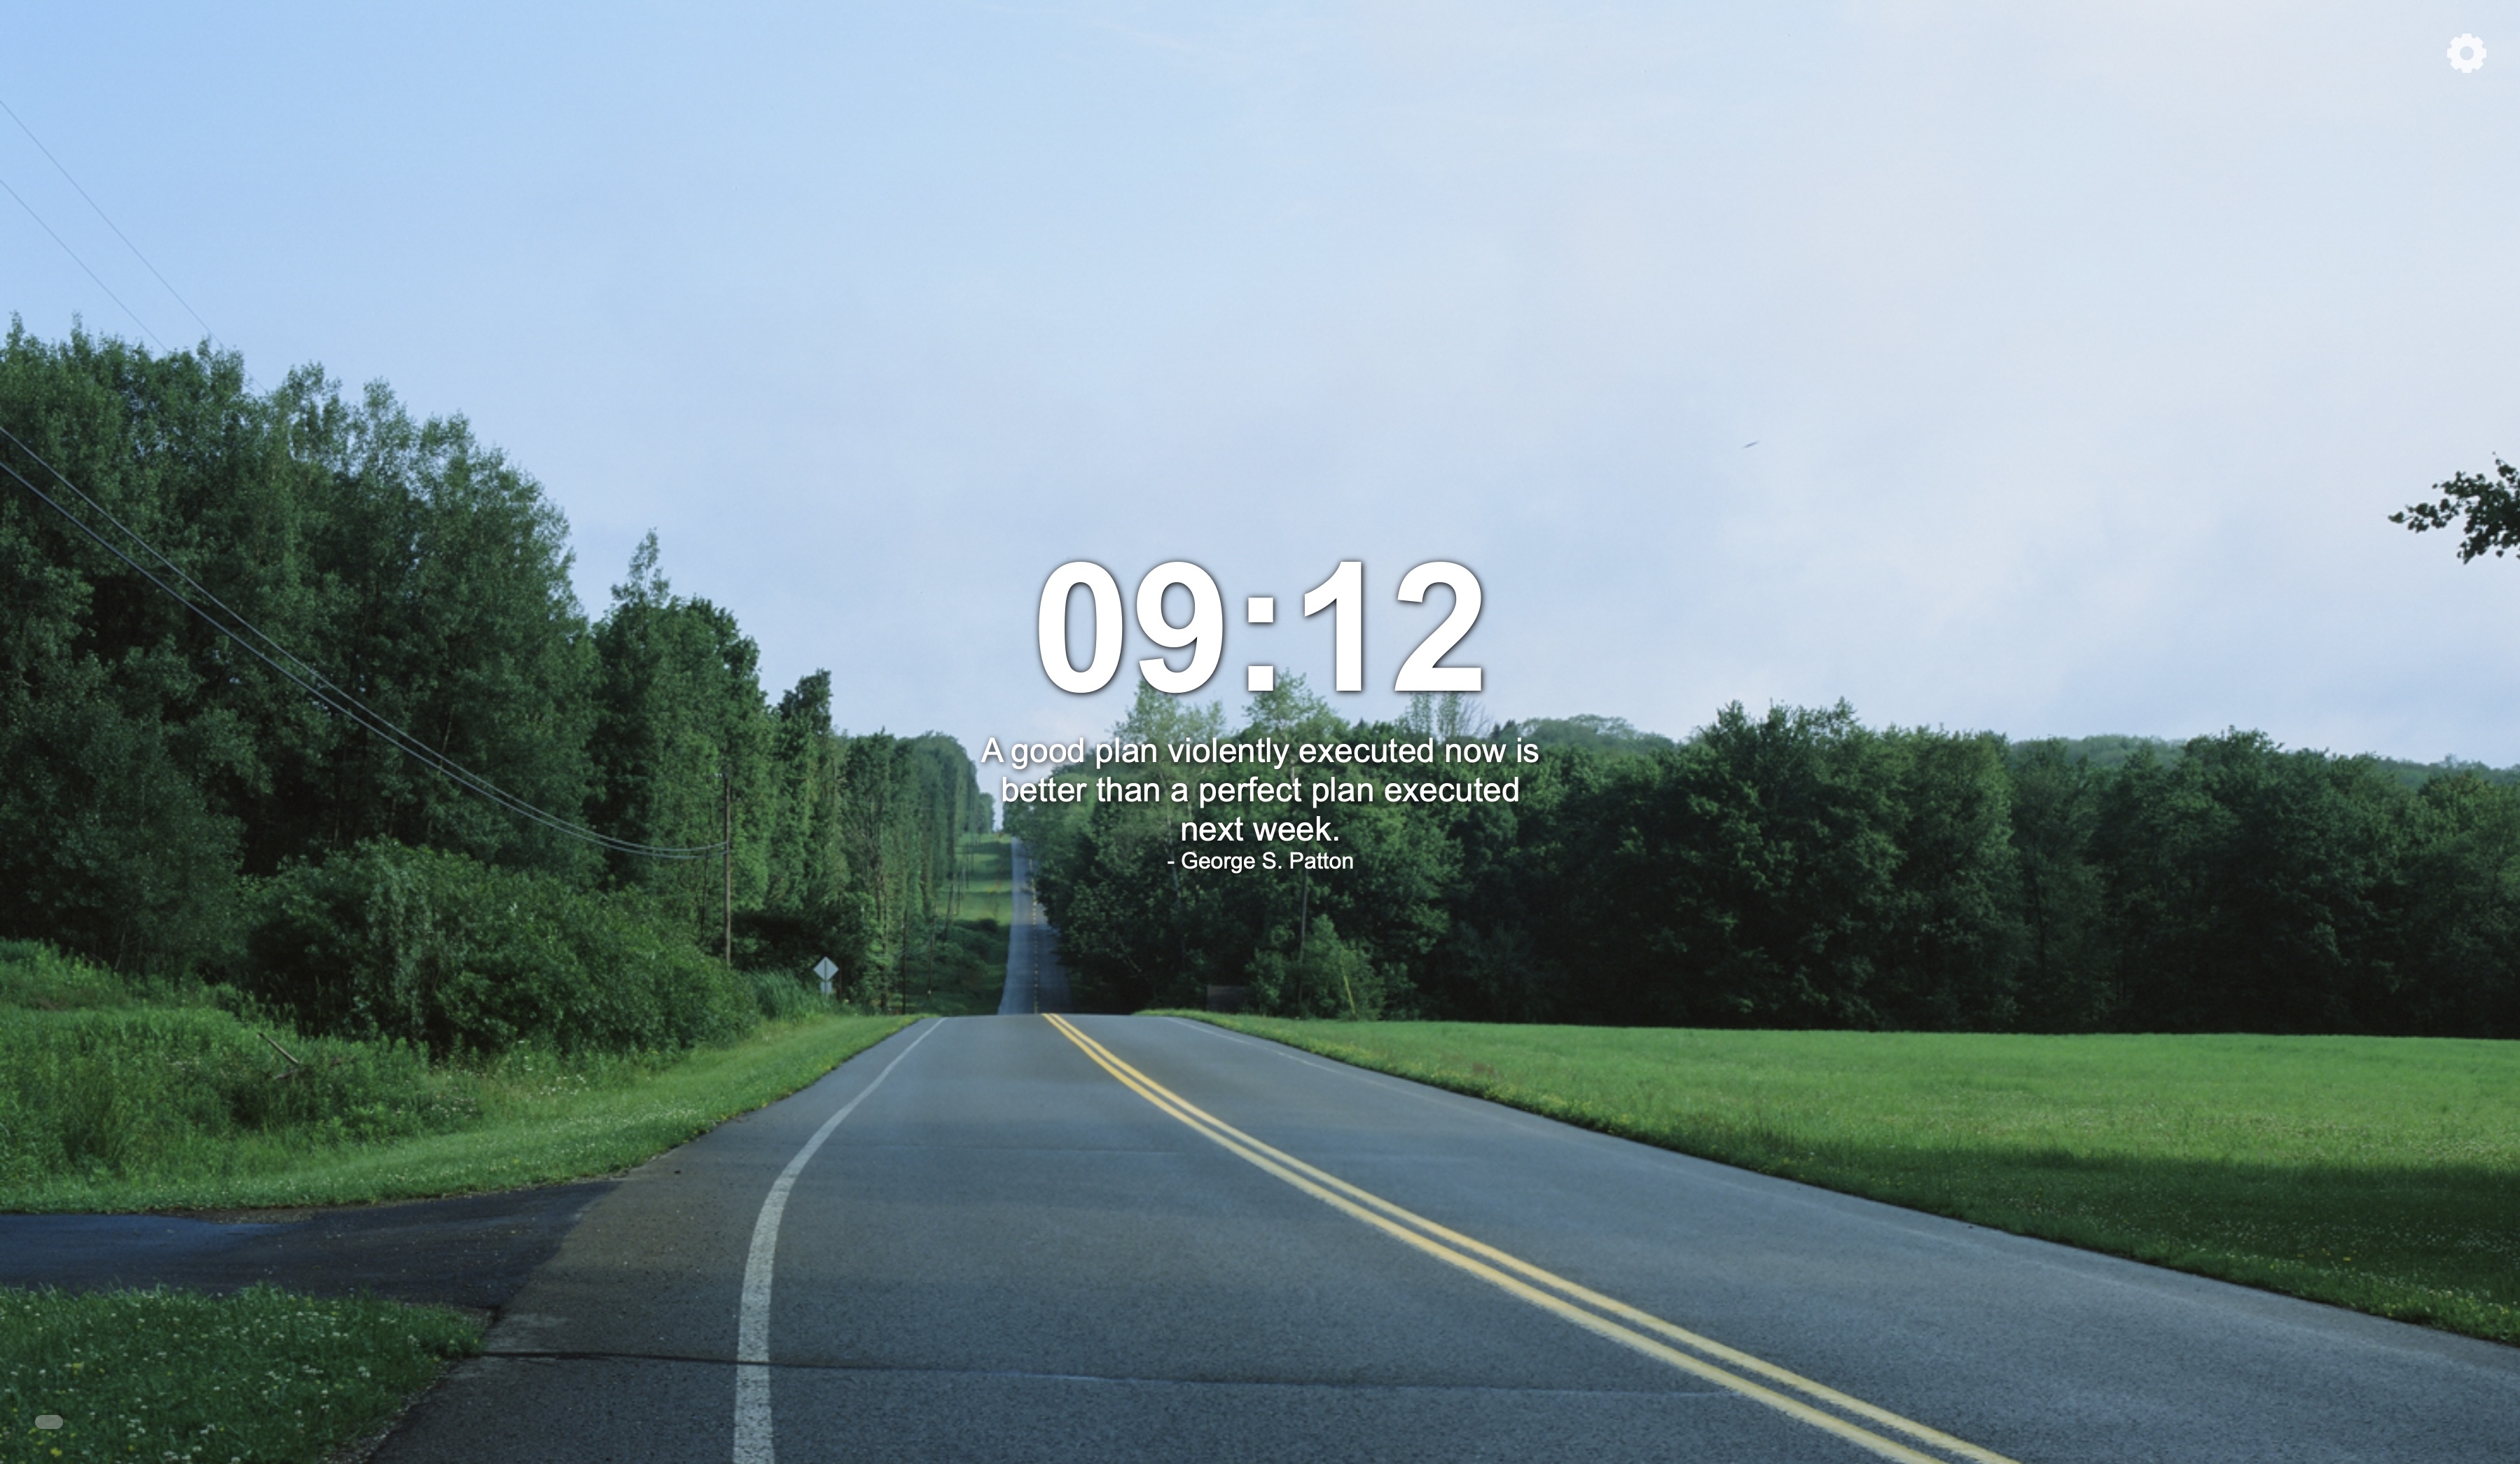 09:12
A good plan violently executed now is
better than a perfect plan executed
next week.
- George S. Patton